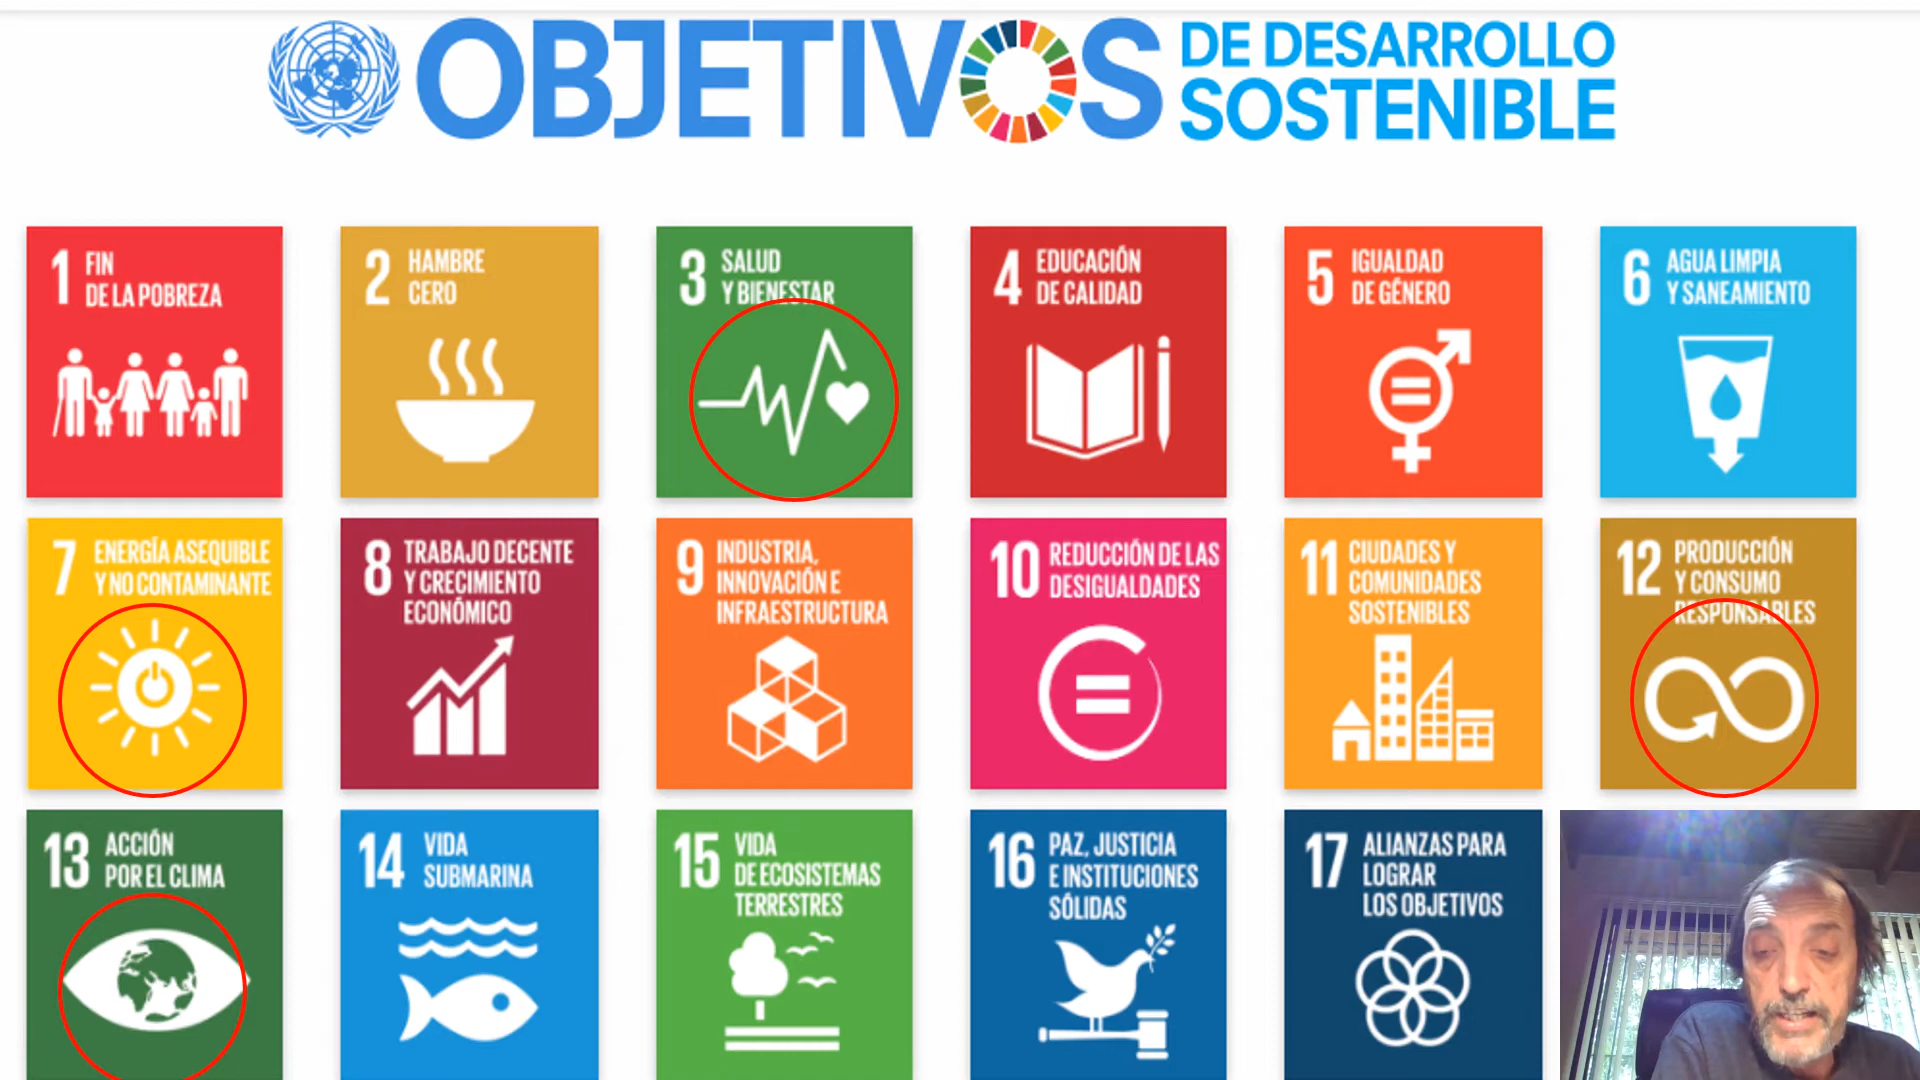 OBJETIVOS
DE DESARROLLO
SOSTENIBLE
1 FIN
DE LA POBREZA
2 HAMBRE
CERO
3 SALUD
Y BIENESTAR
4 EDUCACIÓN
DE CALIDAD
5 IGUALDAD
DE GÉNERO
6 AGUA LIMPIA
Y SANEAMIENTO
7 ENERGÍA ASEQUIBLE
Y NO CONTAMINANTE
8 TRABAJO DECENTE
Y CRECIMIENTO
ECONÓMICO
9 INDUSTRIA,
INNOVACIÓN E
INFRAESTRUCTURA
10 REDUCCIÓN DE LAS
DESIGUALDADES
11 CIUDADES Y
COMUNIDADES
SOSTENIBLES
12 PRODUCCIÓN
Y CONSUMO
RESPONSABLES
13 ACCIÓN
POR EL CLIMA
14 VIDA
SUBMARINA
15 VIDA
DE ECOSISTEMAS
TERRESTRES
16 PAZ, JUSTICIA
E INSTITUCIONES
SÓLIDAS
17 ALIANZAS PARA
LOGRAR
LOS OBJETIVOS